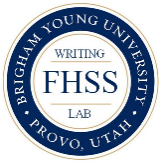 BRIGHAM YOUNG UNIVERSITY
WRITING
FHSS
LAB
• PROVO, UTAH •